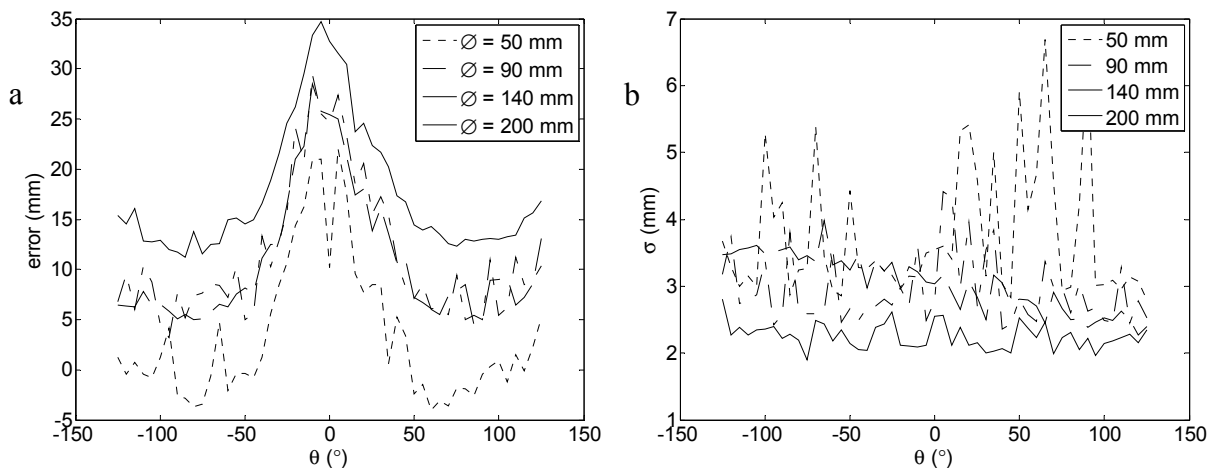 a
35
30
25
20
15
10
5
0
-5
error (mm)
-150 -100 -50 0 50 100 150
θ (°)
∅ = 50 mm
∅ = 90 mm
∅ = 140 mm
∅ = 200 mm
b
7
6
5
4
3
2
1
σ (mm)
-150 -100 -50 0 50 100 150
θ (°)
50 mm
90 mm
140 mm
200 mm